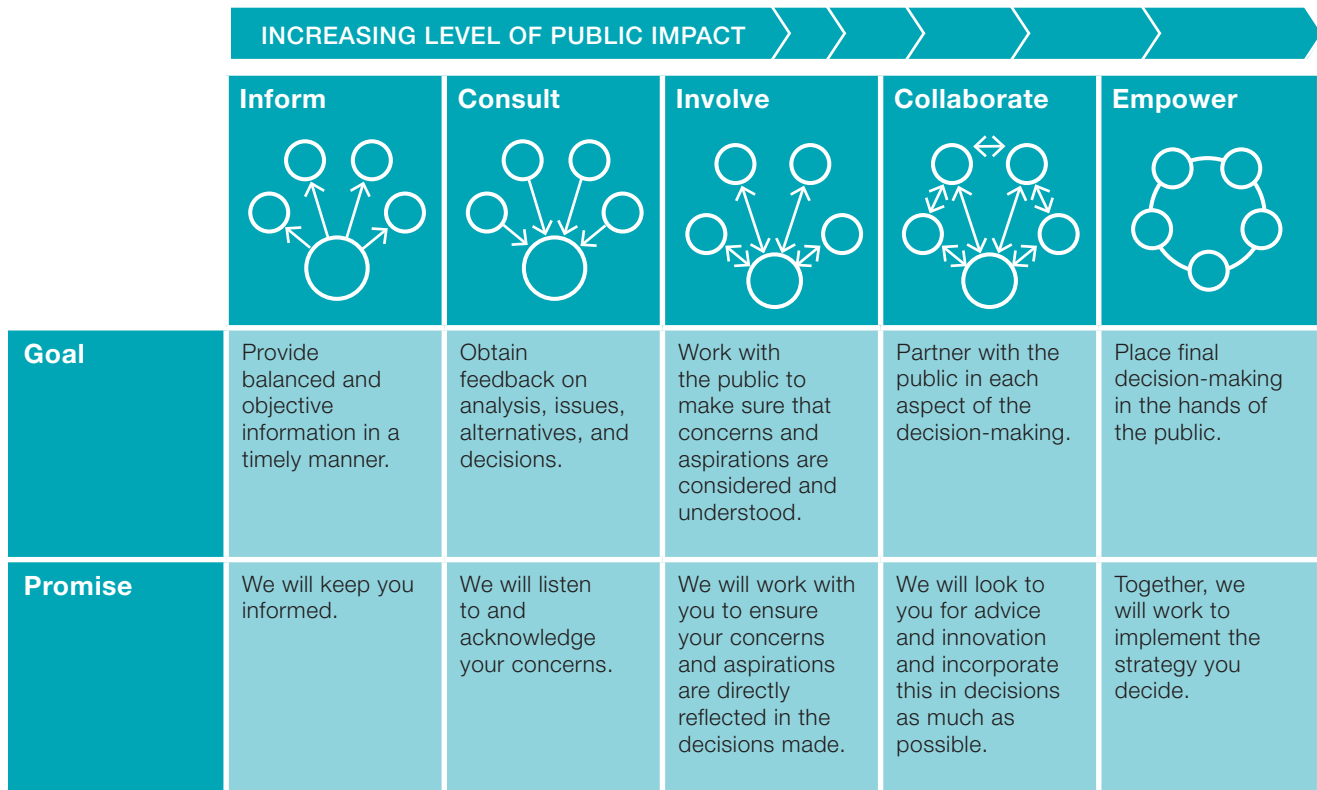 INCREASING LEVEL OF PUBLIC IMPACT
Inform
Consult
Involve
Collaborate
Empower
Goal
Provide
balanced and
objective
information in a
timely manner.
Obtain
feedback on
analysis, issues,
alternatives, and
decisions.
Work with
the public to
make sure that
concerns and
aspirations are
considered and
understood.
Partner with the
public in each
aspect of the
decision-making.
Place final
decision-making
in the hands of
the public.
Promise
We will keep you
informed.
We will listen
to and
acknowledge
your concerns.
We will work with
you to ensure
your concerns
and aspirations
are directly
reflected in the
decisions made.
We will look to
you for advice
and innovation
and incorporate
this in decisions
as much as
possible.
Together, we
will work to
implement the
strategy you
decide.